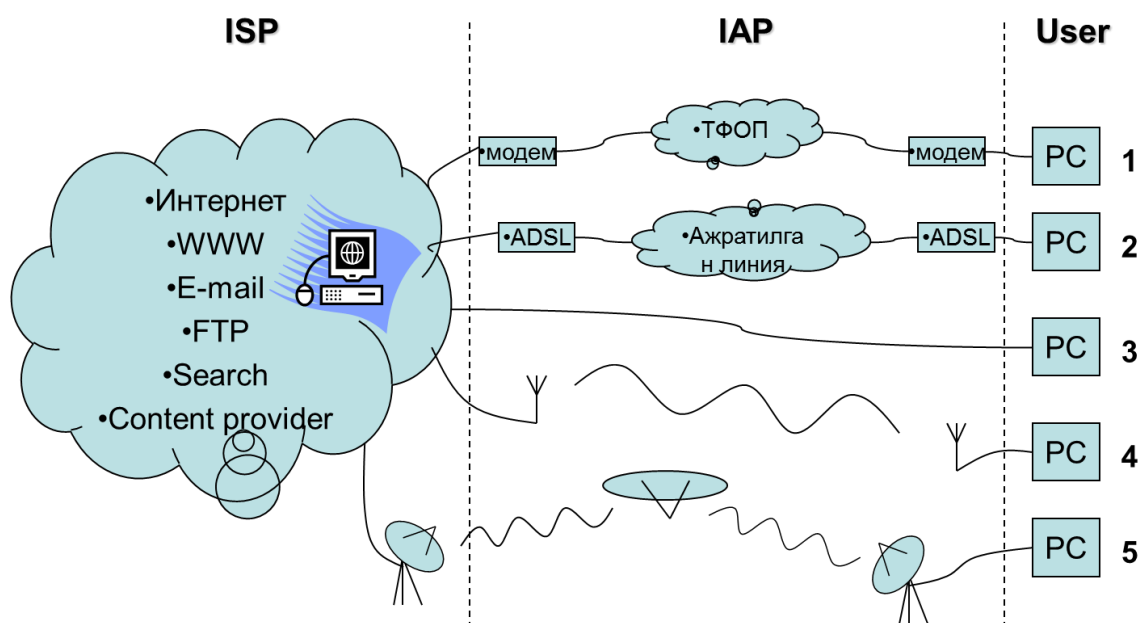 ISP
IAP
User
•Интернет
•WWW
•E-mail
•FTP
•Search
•Content provider
•модем
•ТФОП
•модем
PC
1
•ADSL
•Ажратилга
н линия
•ADSL
PC
2
PC
3
PC
4
PC
5